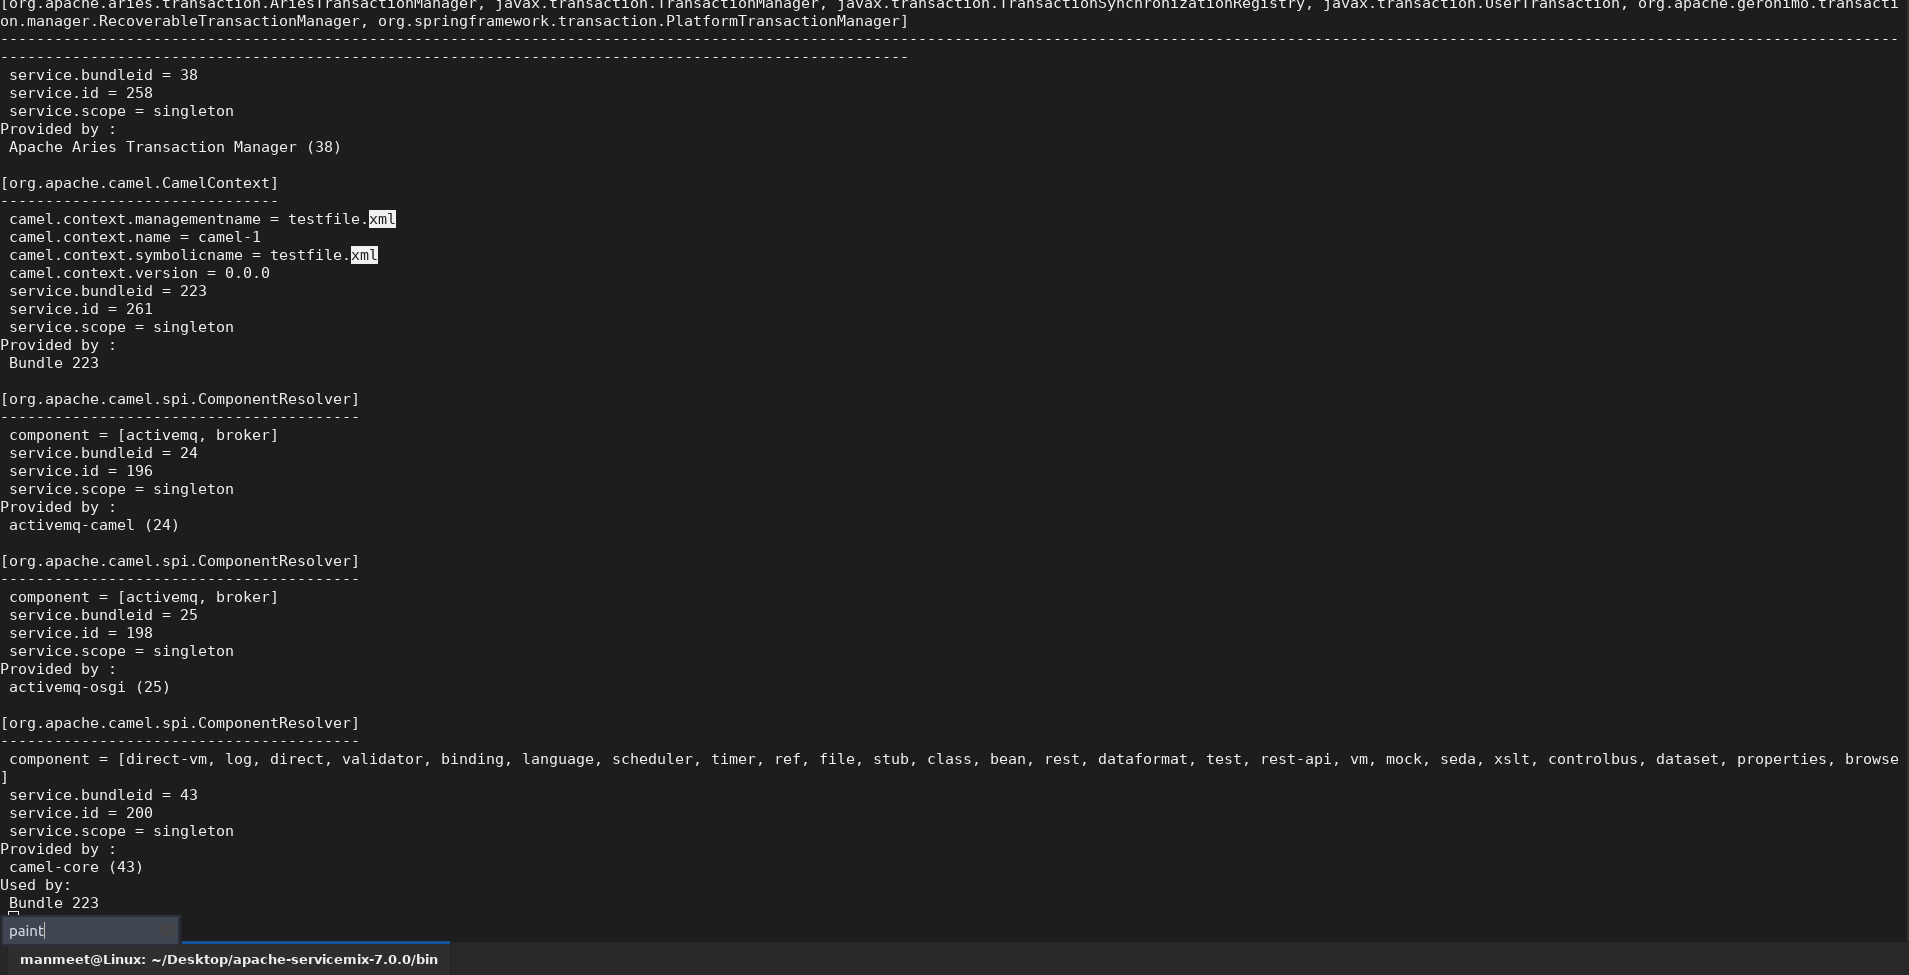 [org.apache.aries.transaction.AriesTransactionManager, javax.transaction.TransactionManager, javax.transaction.TransactionSynchronizationRegistry, javax.transaction.UserTransaction, org.apache.geronimo.transacti
on.manager.RecoverableTransactionManager, org.springframework.transaction.PlatformTransactionManager]
-------------------------------------------------------------------------------------------------------------------------------------------------------------------------------------------------------------------
-----------------------------------------------------------------------------------------------------
 service.bundleid = 38
 service.id = 258
 service.scope = singleton
Provided by :
 Apache Aries Transaction Manager (38)

[org.apache.camel.CamelContext]
-------------------------------
 camel.context.managementname = testfile.xml
 camel.context.name = camel-1
 camel.context.symbolicname = testfile.xml
 camel.context.version = 0.0.0
 service.bundleid = 223
 service.id = 261
 service.scope = singleton
Provided by :
 Bundle 223

[org.apache.camel.spi.ComponentResolver]
----------------------------------------
 component = [activemq, broker]
 service.bundleid = 24
 service.id = 196
 service.scope = singleton
Provided by :
 activemq-camel (24)

[org.apache.camel.spi.ComponentResolver]
----------------------------------------
 component = [activemq, broker]
 service.bundleid = 25
 service.id = 198
 service.scope = singleton
Provided by :
 activemq-osgi (25)

[org.apache.camel.spi.ComponentResolver]
----------------------------------------
 component = [direct-vm, log, direct, validator, binding, language, scheduler, timer, ref, file, stub, class, bean, rest, dataformat, test, rest-api, vm, mock, seda, xslt, controlbus, dataset, properties, browse
]
 service.bundleid = 43
 service.id = 200
 service.scope = singleton
Provided by :
 camel-core (43)
Used by:
 Bundle 223
paint
manmeet@Linux: ~/Desktop/apache-servicemix-7.0.0/bin